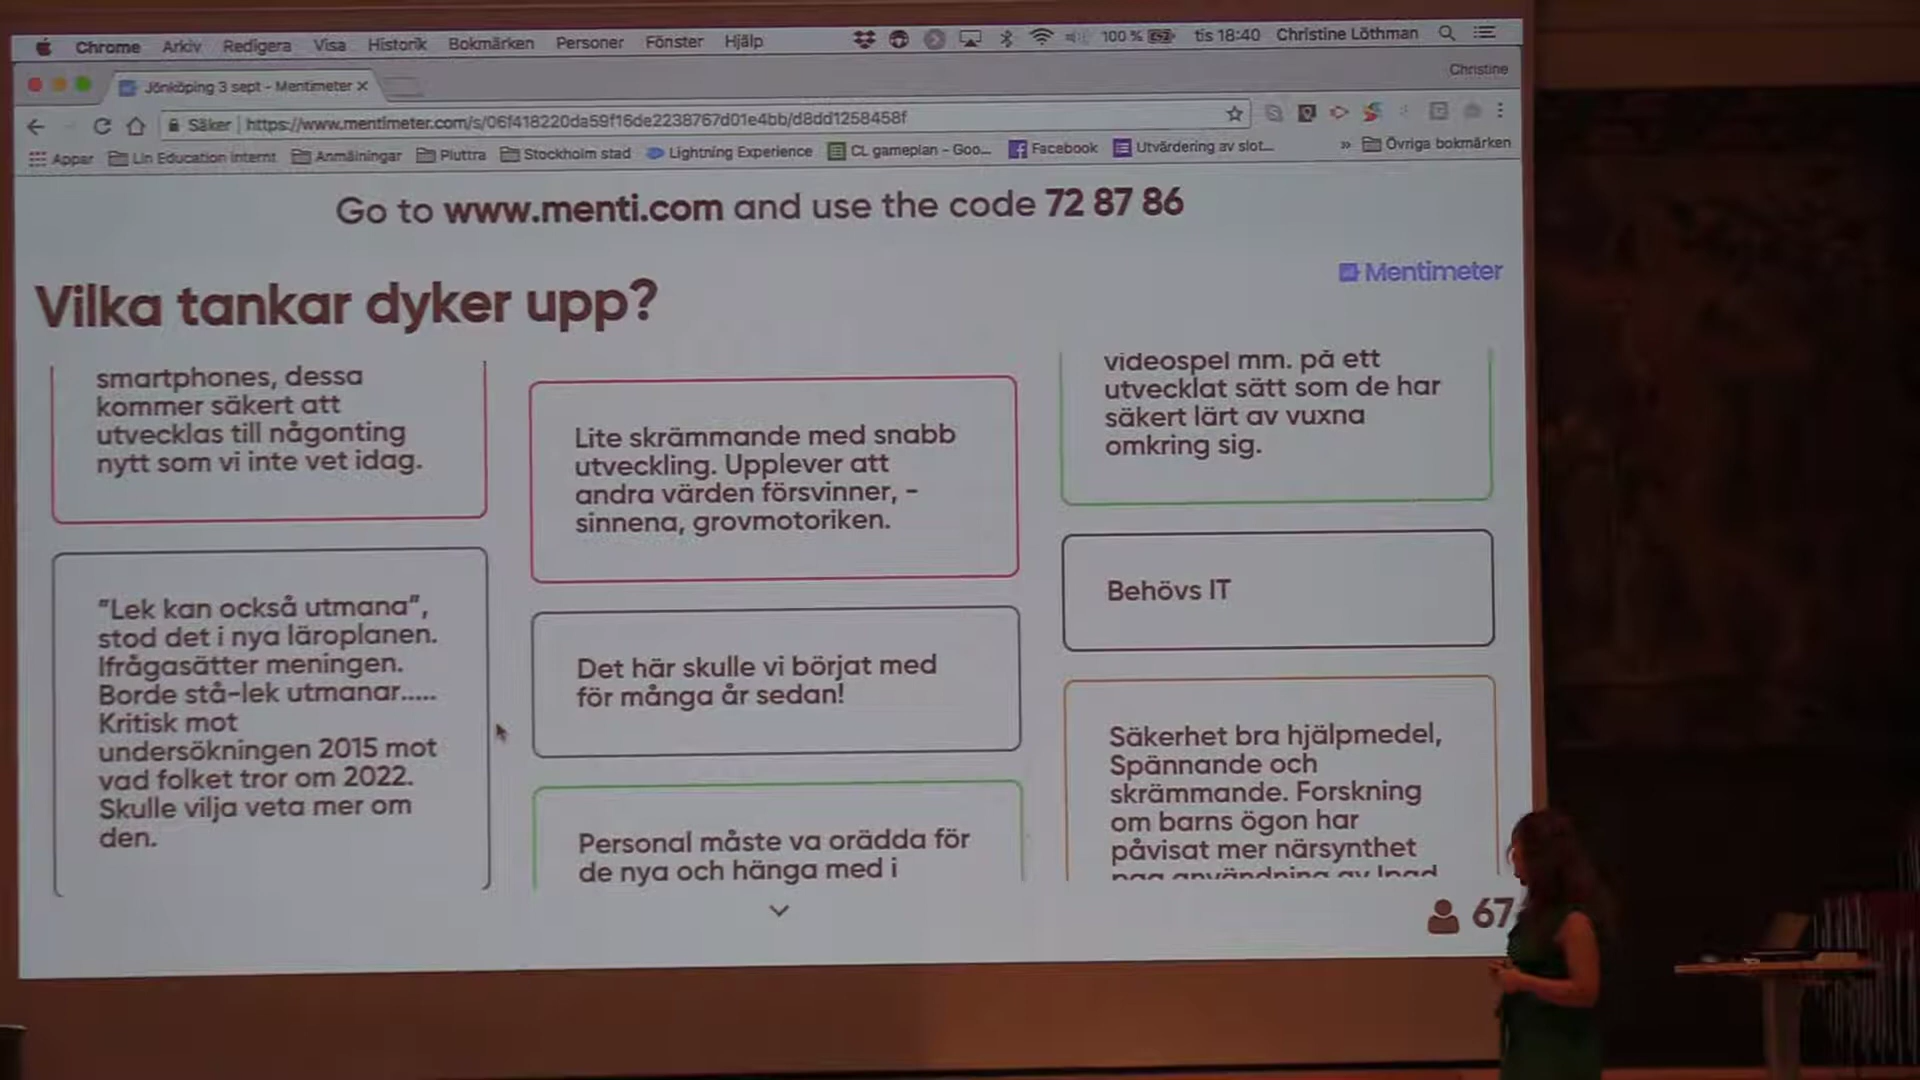 Chrome Arkiv Redigera Visa Historik Bokmärken Personer Fönster Hjälp 100 % tis 18:40 Christine Löthman
Christine
Jönköping 3 sept - Mentimeter
Säker https://www.mentimeter.com/s/06f418220da59f16de2238767d01e4bb/d8dd1258458f
Appar Lin Education Internt Anmälningar Pluttra Stockholm stad Lightning Experience CL gameplan - Goo... Facebook Utvärdering av slot... » Övriga bokmärken
Go to www.menti.com and use the code 72 87 86
Mentimeter
Vilka tankar dyker upp?
smartphones, dessa
kommer säkert att
utvecklas till någonting
nytt som vi inte vet idag.
"Lek kan också utmana",
stod det i nya läroplanen.
Ifrågasätter meningen.
Borde stå-lek utmanar.....
Kritisk mot
undersökningen 2015 mot
vad folket tror om 2022.
Skulle vilja veta mer om
den.
Lite skrämmande med snabb
utveckling. Upplever att
andra värden försvinner, -
sinnena, grovmotoriken.
Det här skulle vi börjat med
för många år sedan!
Personal måste va orädda för
de nya och hänga med i
videospel mm. på ett
utvecklat sätt som de har
säkert lärt av vuxna
omkring sig.
Behövs IT
Säkerhet bra hjälpmedel,
Spännande och
skrämmande. Forskning
om barns ögon har
påvisat mer närsynthet
användning av Ipad
67